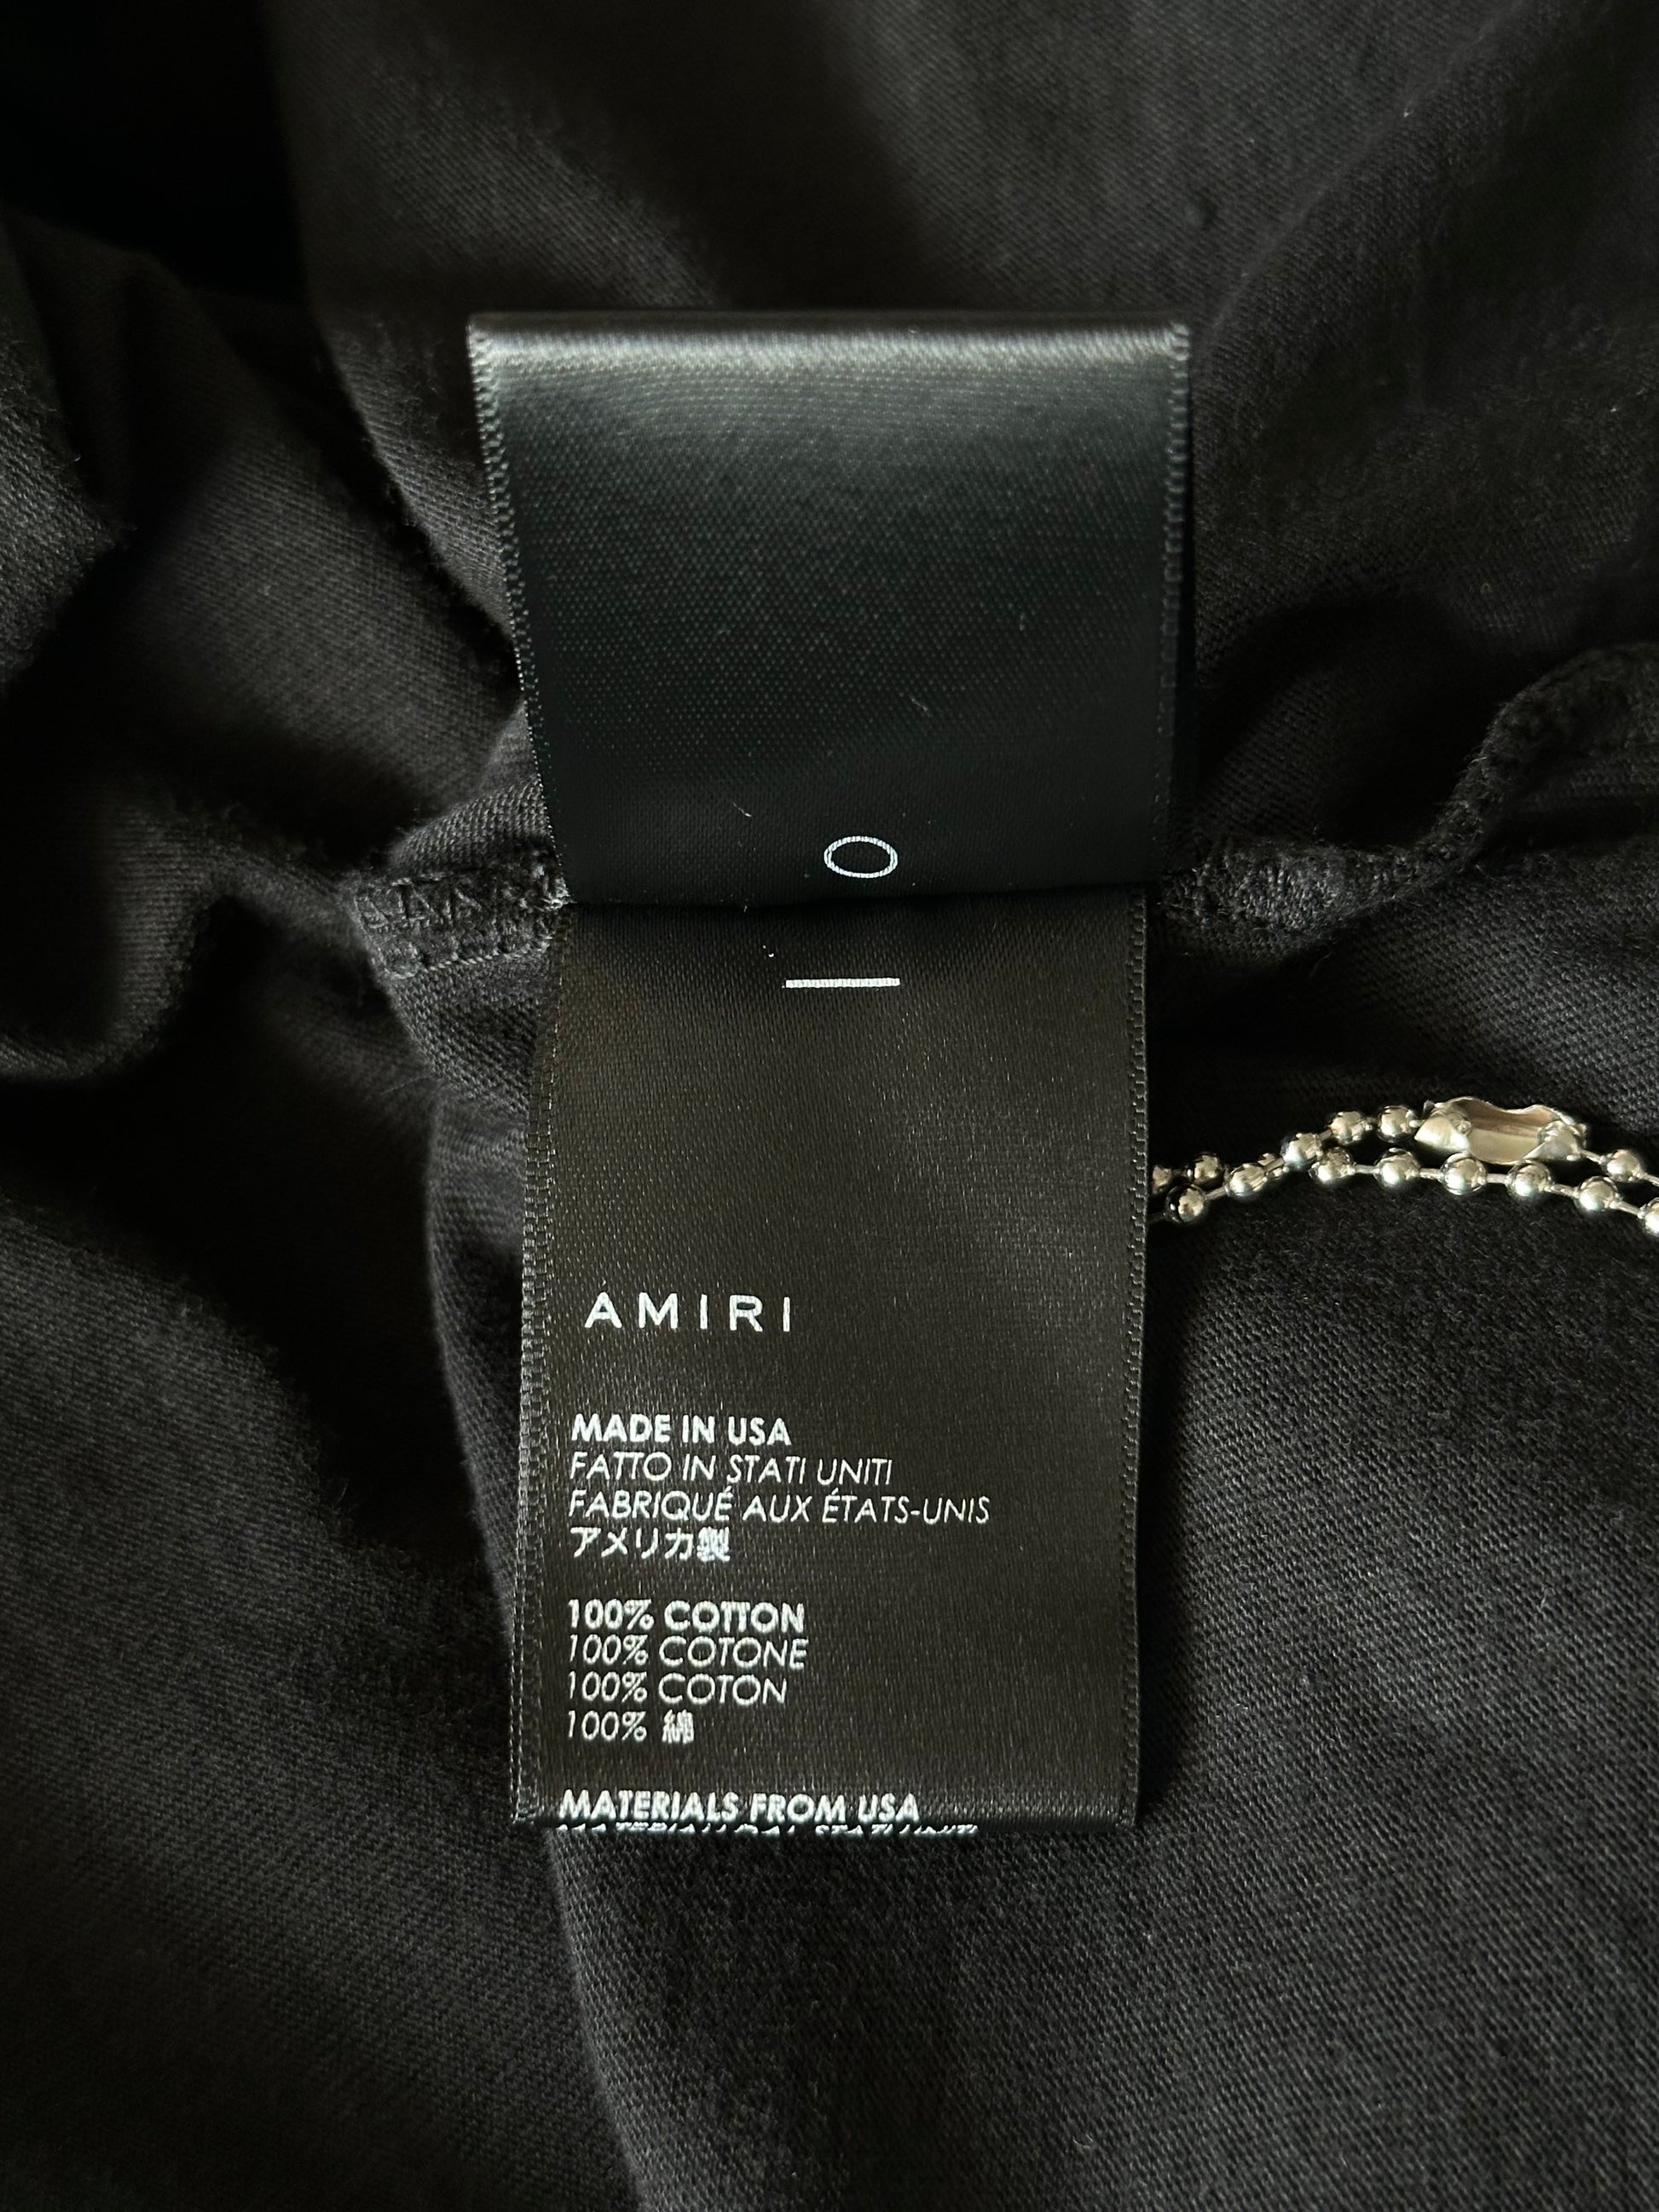 AMIRI
MADE IN USA
FATTO IN STATI UNITI
FABRIQUÉ AUX ÉTATS-UNIS
アメリカ製
100% COTTON
100% COTONE
100% COTON
100% 綿
MATERIALS FROM USA